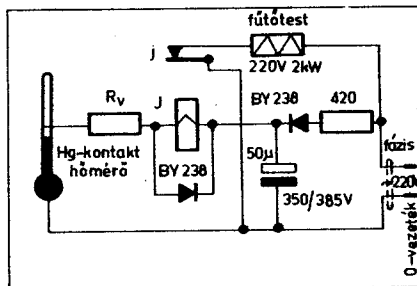 fűtőtest
j
220V 2kW
Rv
J
BY 238
420
Hg-kontakt
hőmérő
BY 238
50µ
350/385V
fázis
220
0-vezeték